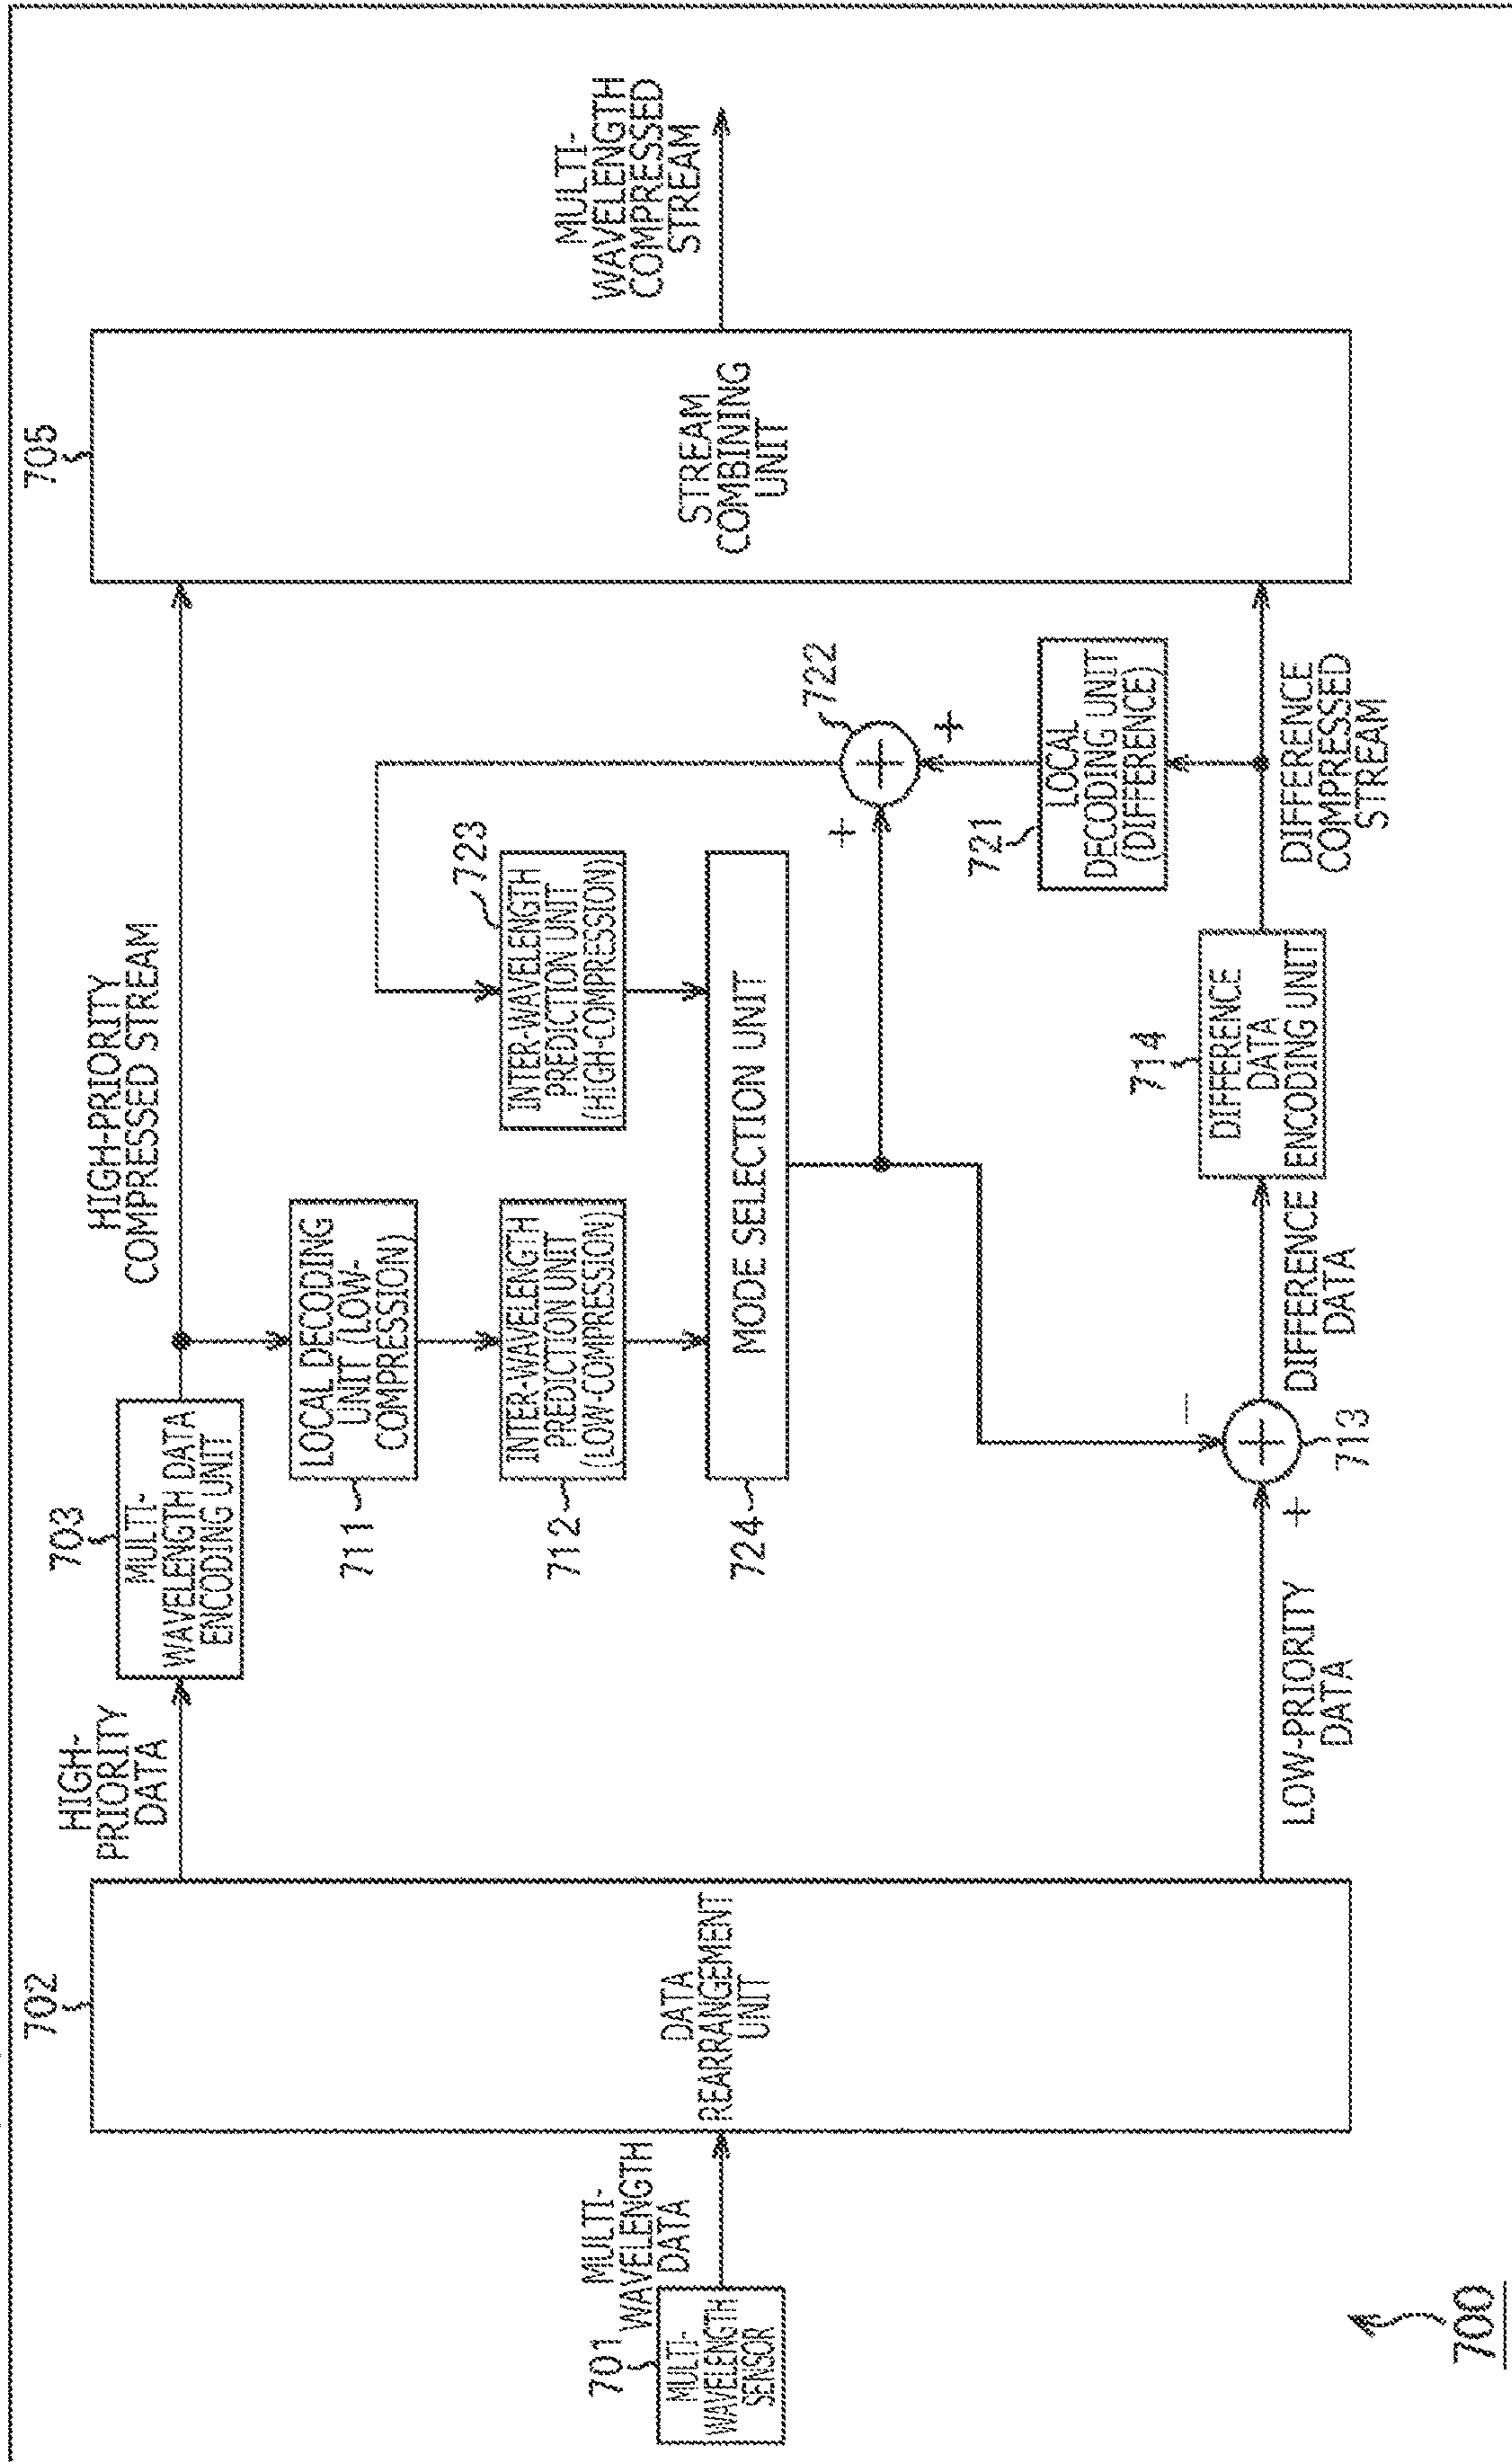 701
MULTI-
WAVELENGTH
SENSOR
MULTI-
WAVELENGTH
DATA
702
DATA
REARRANGEMENT
UNIT
HIGH-
PRIORITY
DATA
703
MULTI-
WAVELENGTH DATA
ENCODING UNIT
HIGH-PRIORITY
COMPRESSED STREAM
711
LOCAL DECODING
UNIT (LOW-
COMPRESSION)
712
INTER-WAVELENGTH
PREDICTION UNIT
(LOW-COMPRESSION)
723
INTER-WAVELENGTH
PREDICTION UNIT
(HIGH-COMPRESSION)
724
MODE SELECTION UNIT
722
+
+
721
LOCAL
DECODING UNIT
(DIFFERENCE)
LOW-PRIORITY
DATA
+
−
713
DIFFERENCE
DATA
714
DIFFERENCE
DATA
ENCODING UNIT
DIFFERENCE
COMPRESSED
STREAM
705
STREAM
COMBINING
UNIT
MULTI-
WAVELENGTH
COMPRESSED
STREAM
700